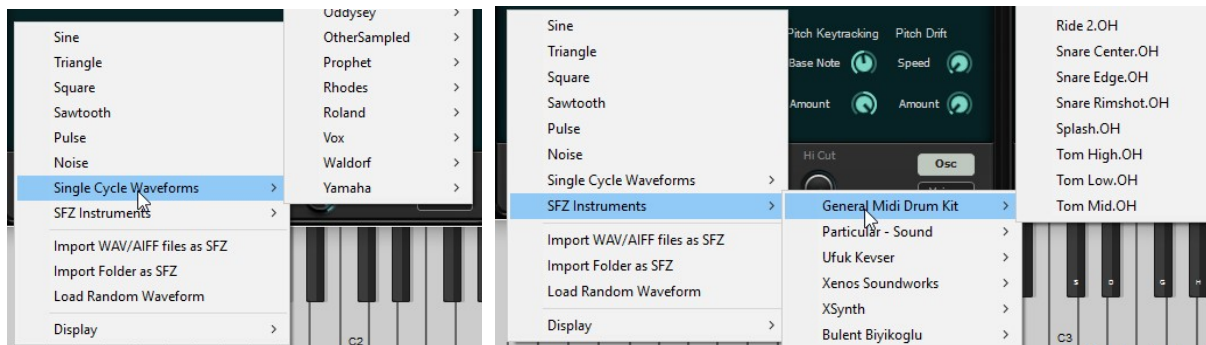 Sine
Triangle
Square
Sawtooth
Pulse
Noise
Single Cycle Waveforms
SFZ Instruments
Import WAV/AIFF files as SFZ
Import Folder as SFZ
Load Random Waveform
Display
Oddysey
OtherSampled
Prophet
Rhodes
Roland
Vox
Waldorf
Yamaha
C2
Sine
Triangle
Square
Sawtooth
Pulse
Noise
Single Cycle Waveforms
SFZ Instruments
Import WAV/AIFF files as SFZ
Import Folder as SFZ
Load Random Waveform
Display
Pitch Keytracking
Pitch Drift
Base Note
Speed
Amount
Amount
Hi Cut
Osc
General Midi Drum Kit
Particular - Sound
Ufuk Kevser
Xenos Soundworks
XSynth
Bulent Biyikoglu
Ride 2.OH
Snare Center.OH
Snare Edge.OH
Snare Rimshot.OH
Splash.OH
Tom High.OH
Tom Low.OH
Tom Mid.OH
S
D
G
H
C3